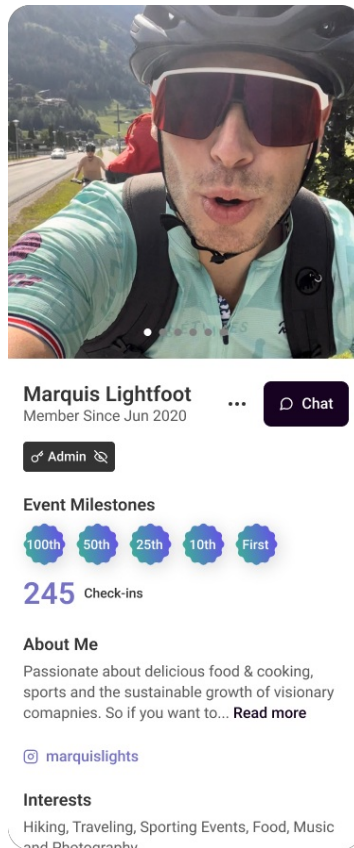 Marquis Lightfoot
Member Since Jun 2020
Chat
Admin
Event Milestones
100th
50th
25th
10th
First
245 Check-ins
About Me
Passionate about delicious food & cooking,
sports and the sustainable growth of visionary
comapnies. So if you want to... Read more
marquislights
Interests
Hiking, Traveling, Sporting Events, Food, Music
and Photography